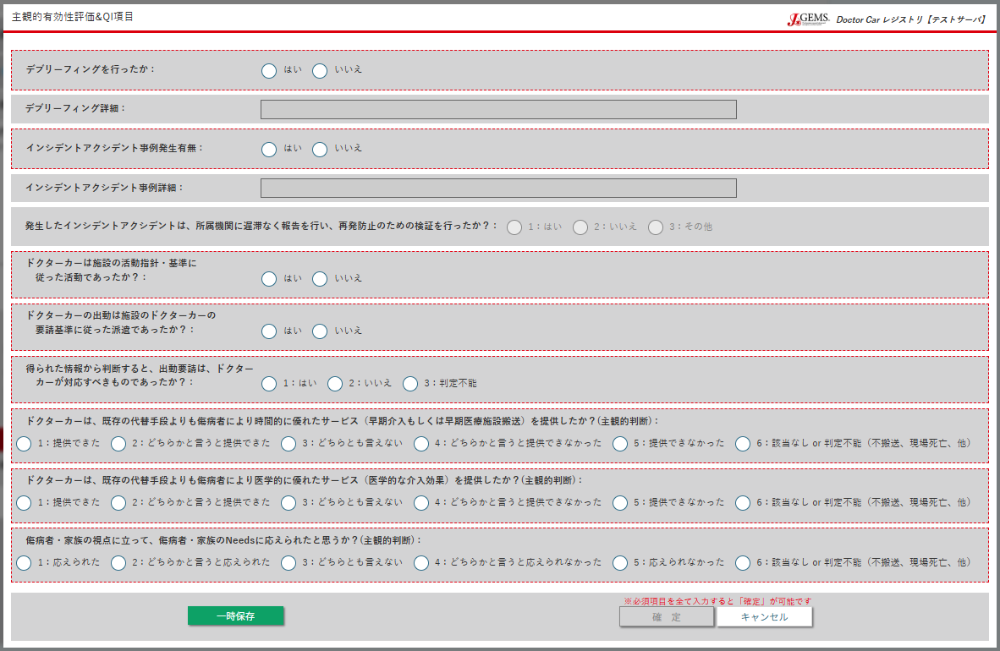 主観的有効性評価&QI項目
JGEMS. Doctor Car レジストリ【テストサーバ】
デブリーフィングを行ったか：
はい いいえ
デブリーフィング詳細：
インシデントアクシデント事例発生有無：
はい いいえ
インシデントアクシデント事例詳細：
発生したインシデントアクシデントは、所属機関に遅滞なく報告を行い、再発防止のための検証を行ったか？： 1：はい 2：いいえ 3：その他
ドクターカーは施設の活動指針・基準に
従った活動であったか？：
はい いいえ
ドクターカーの出動は施設のドクターカーの
要請基準に従った派遣であったか？：
はい いいえ
得られた情報から判断すると、出動要請は、ドクター
カーが対応すべきものであったか？：
1：はい 2：いいえ 3：判定不能
ドクターカーは、既存の代替手段よりも傷病者により時間的に優れたサービス（早期介入もしくは早期医療施設搬送）を提供したか？(主観的判断)：
1：提供できた 2：どちらかと言うと提供できた 3：どちらとも言えない 4：どちらかと言うと提供できなかった 5：提供できなかった 6：該当なし or 判定不能（不搬送、現場死亡、他）
ドクターカーは、既存の代替手段よりも傷病者により医学的に優れたサービス（医学的な介入効果）を提供したか？(主観的判断)：
1：提供できた 2：どちらかと言うと提供できた 3：どちらとも言えない 4：どちらかと言うと提供できなかった 5：提供できなかった 6：該当なし or 判定不能（不搬送、現場死亡、他）
傷病者・家族の視点に立って、傷病者・家族のNeedsに応えられたと思うか？(主観的判断)：
1：応えられた 2：どちらかと言うと応えられた 3：どちらとも言えない 4：どちらかと言うと応えられなかった 5：応えられなかった 6：該当なし or 判定不能（不搬送、現場死亡、他）
※必須項目を全て入力すると「確定」が可能です
一時保存 確 定 キャンセル